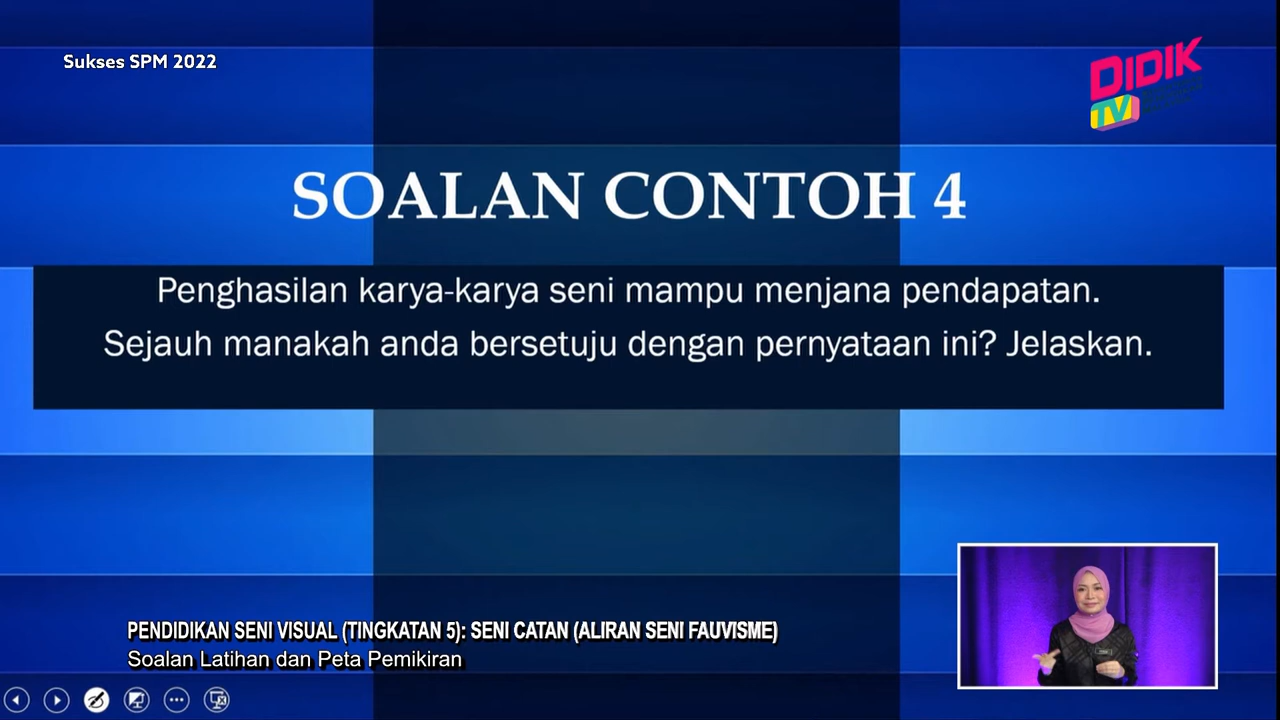 Sukses SPM 2022
DIDIK
TV
SOALAN CONTOH 4
Penghasilan karya-karya seni mampu menjana pendapatan.
Sejauh manakah anda bersetuju dengan pernyataan ini? Jelaskan.
PENDIDIKAN SENI VISUAL (TINGKATAN 5): SENI CATAN (ALIRAN SENI FAUVISME)
Soalan Latihan dan Peta Pemikiran